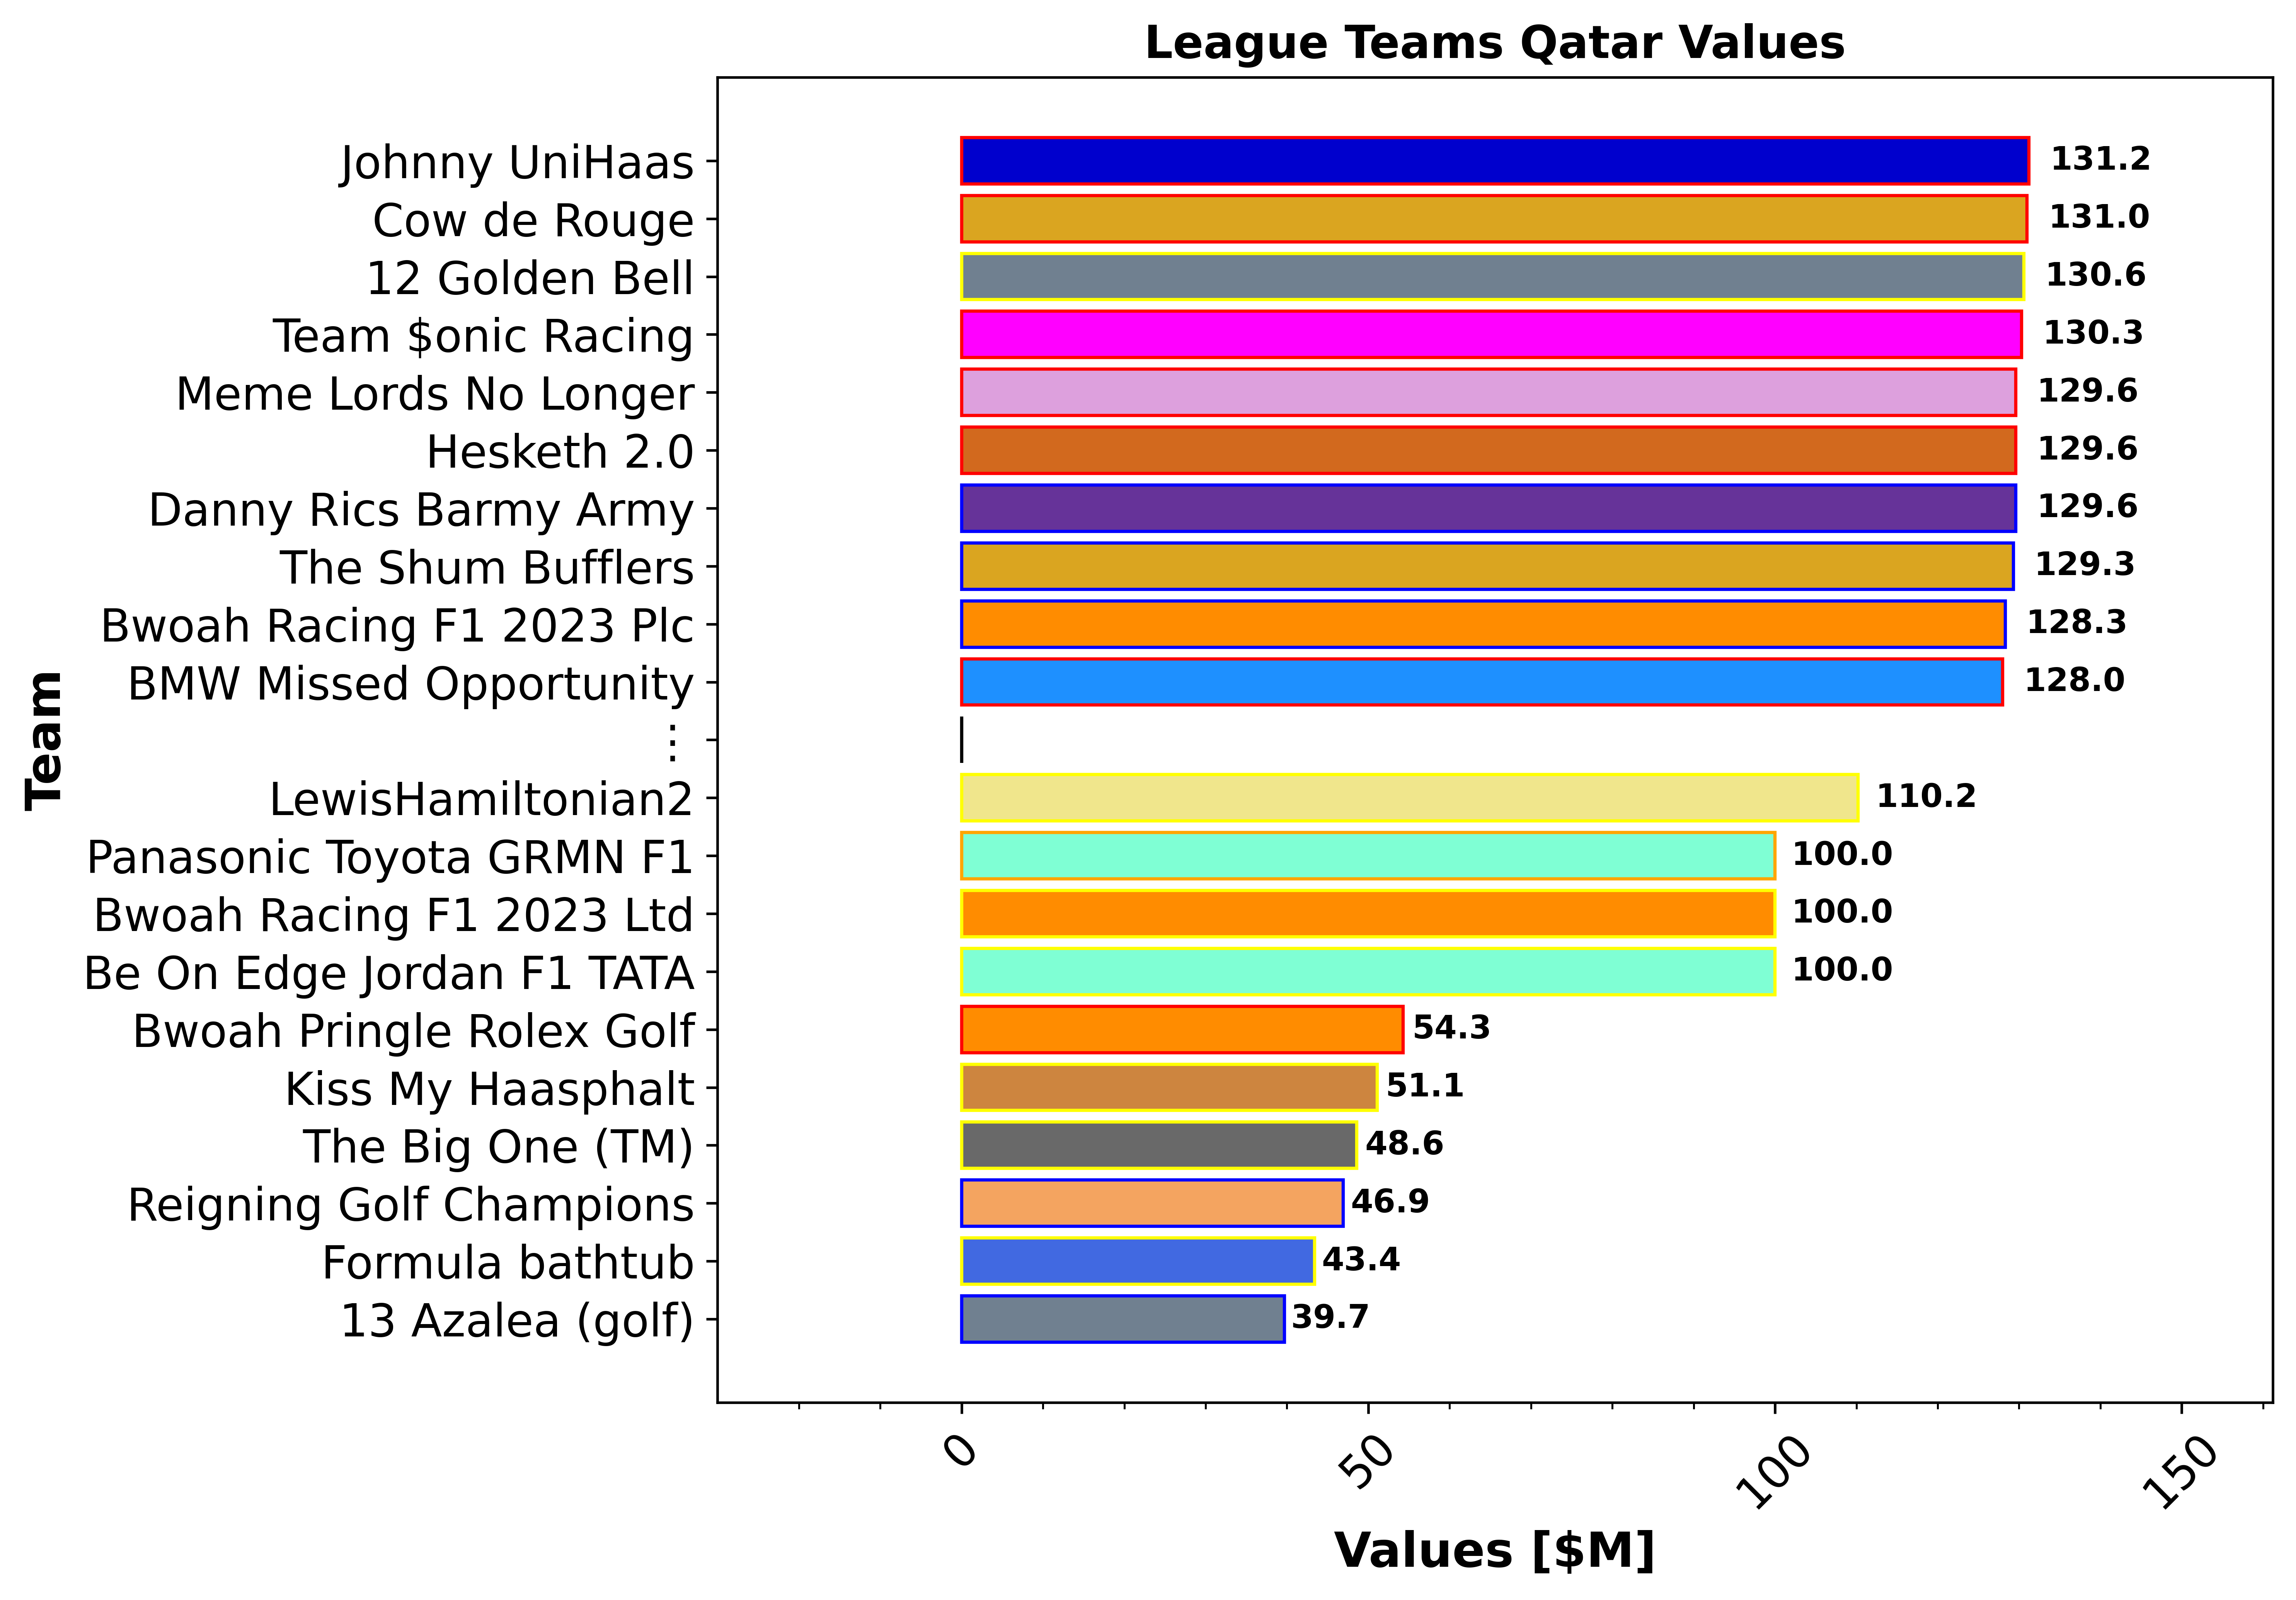 League Teams Qatar Values
Johnny UniHaas 131.2
Cow de Rouge 131.0
12 Golden Bell 130.6
Team $onic Racing 130.3
Meme Lords No Longer 129.6
Hesketh 2.0 129.6
Danny Rics Barmy Army 129.6
The Shum Bufflers 129.3
Bwoah Racing F1 2023 Plc 128.3
BMW Missed Opportunity 128.0
⋮
LewisHamiltonian2 110.2
Panasonic Toyota GRMN F1 100.0
Bwoah Racing F1 2023 Ltd 100.0
Be On Edge Jordan F1 TATA 100.0
Bwoah Pringle Rolex Golf 54.3
Kiss My Haasphalt 51.1
The Big One (TM) 48.6
Reigning Golf Champions 46.9
Formula bathtub 43.4
13 Azalea (golf) 39.7
Team
0 50 100 150
Values [$M]